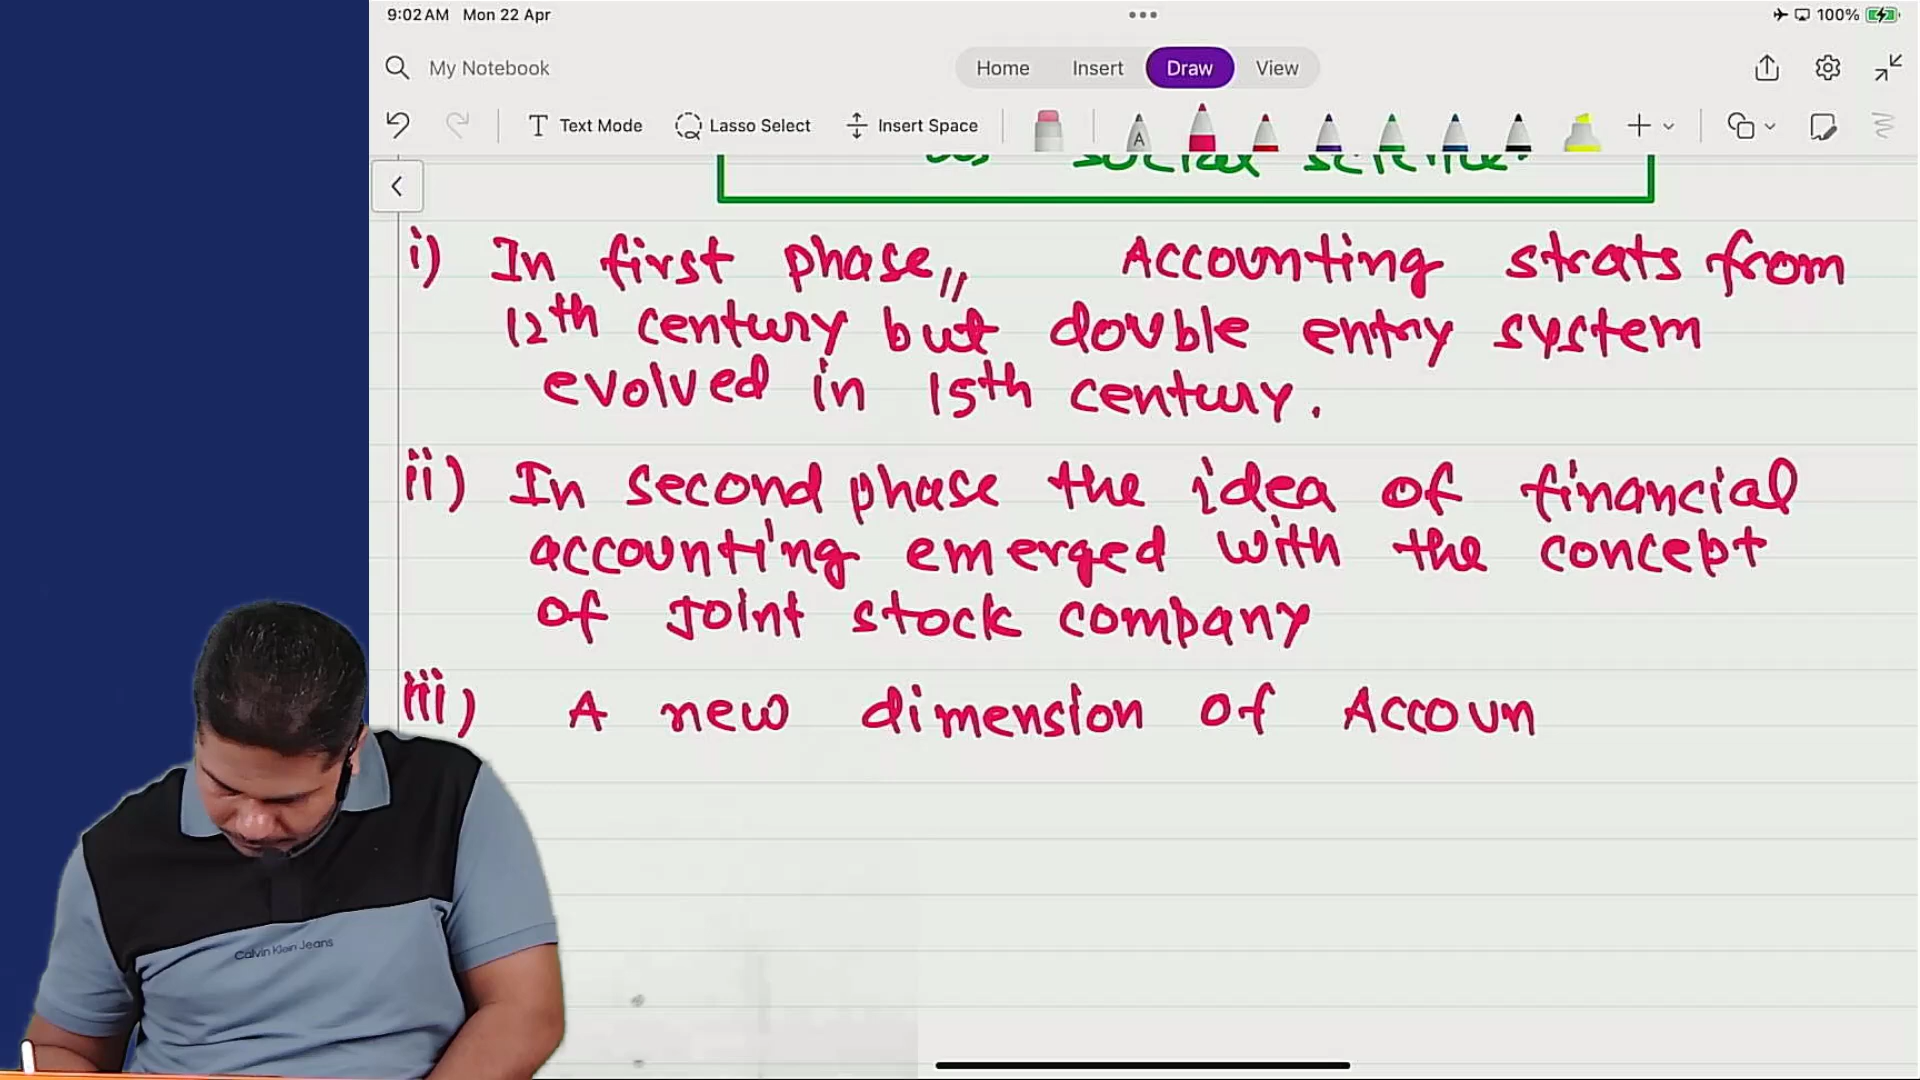 9:02 AM Mon 22 Apr
100%
My Notebook
Home Insert Draw View
Text Mode Lasso Select Insert Space
A
social science.
i) In first phase,, Accounting strats from
12th century but double entry system
evolved in 15th century.
ii) In second phase the idea of financial
accounting emerged with the concept
of Joint stock company
iii) A new dimension of Accoun
Calvin Klein Jeans